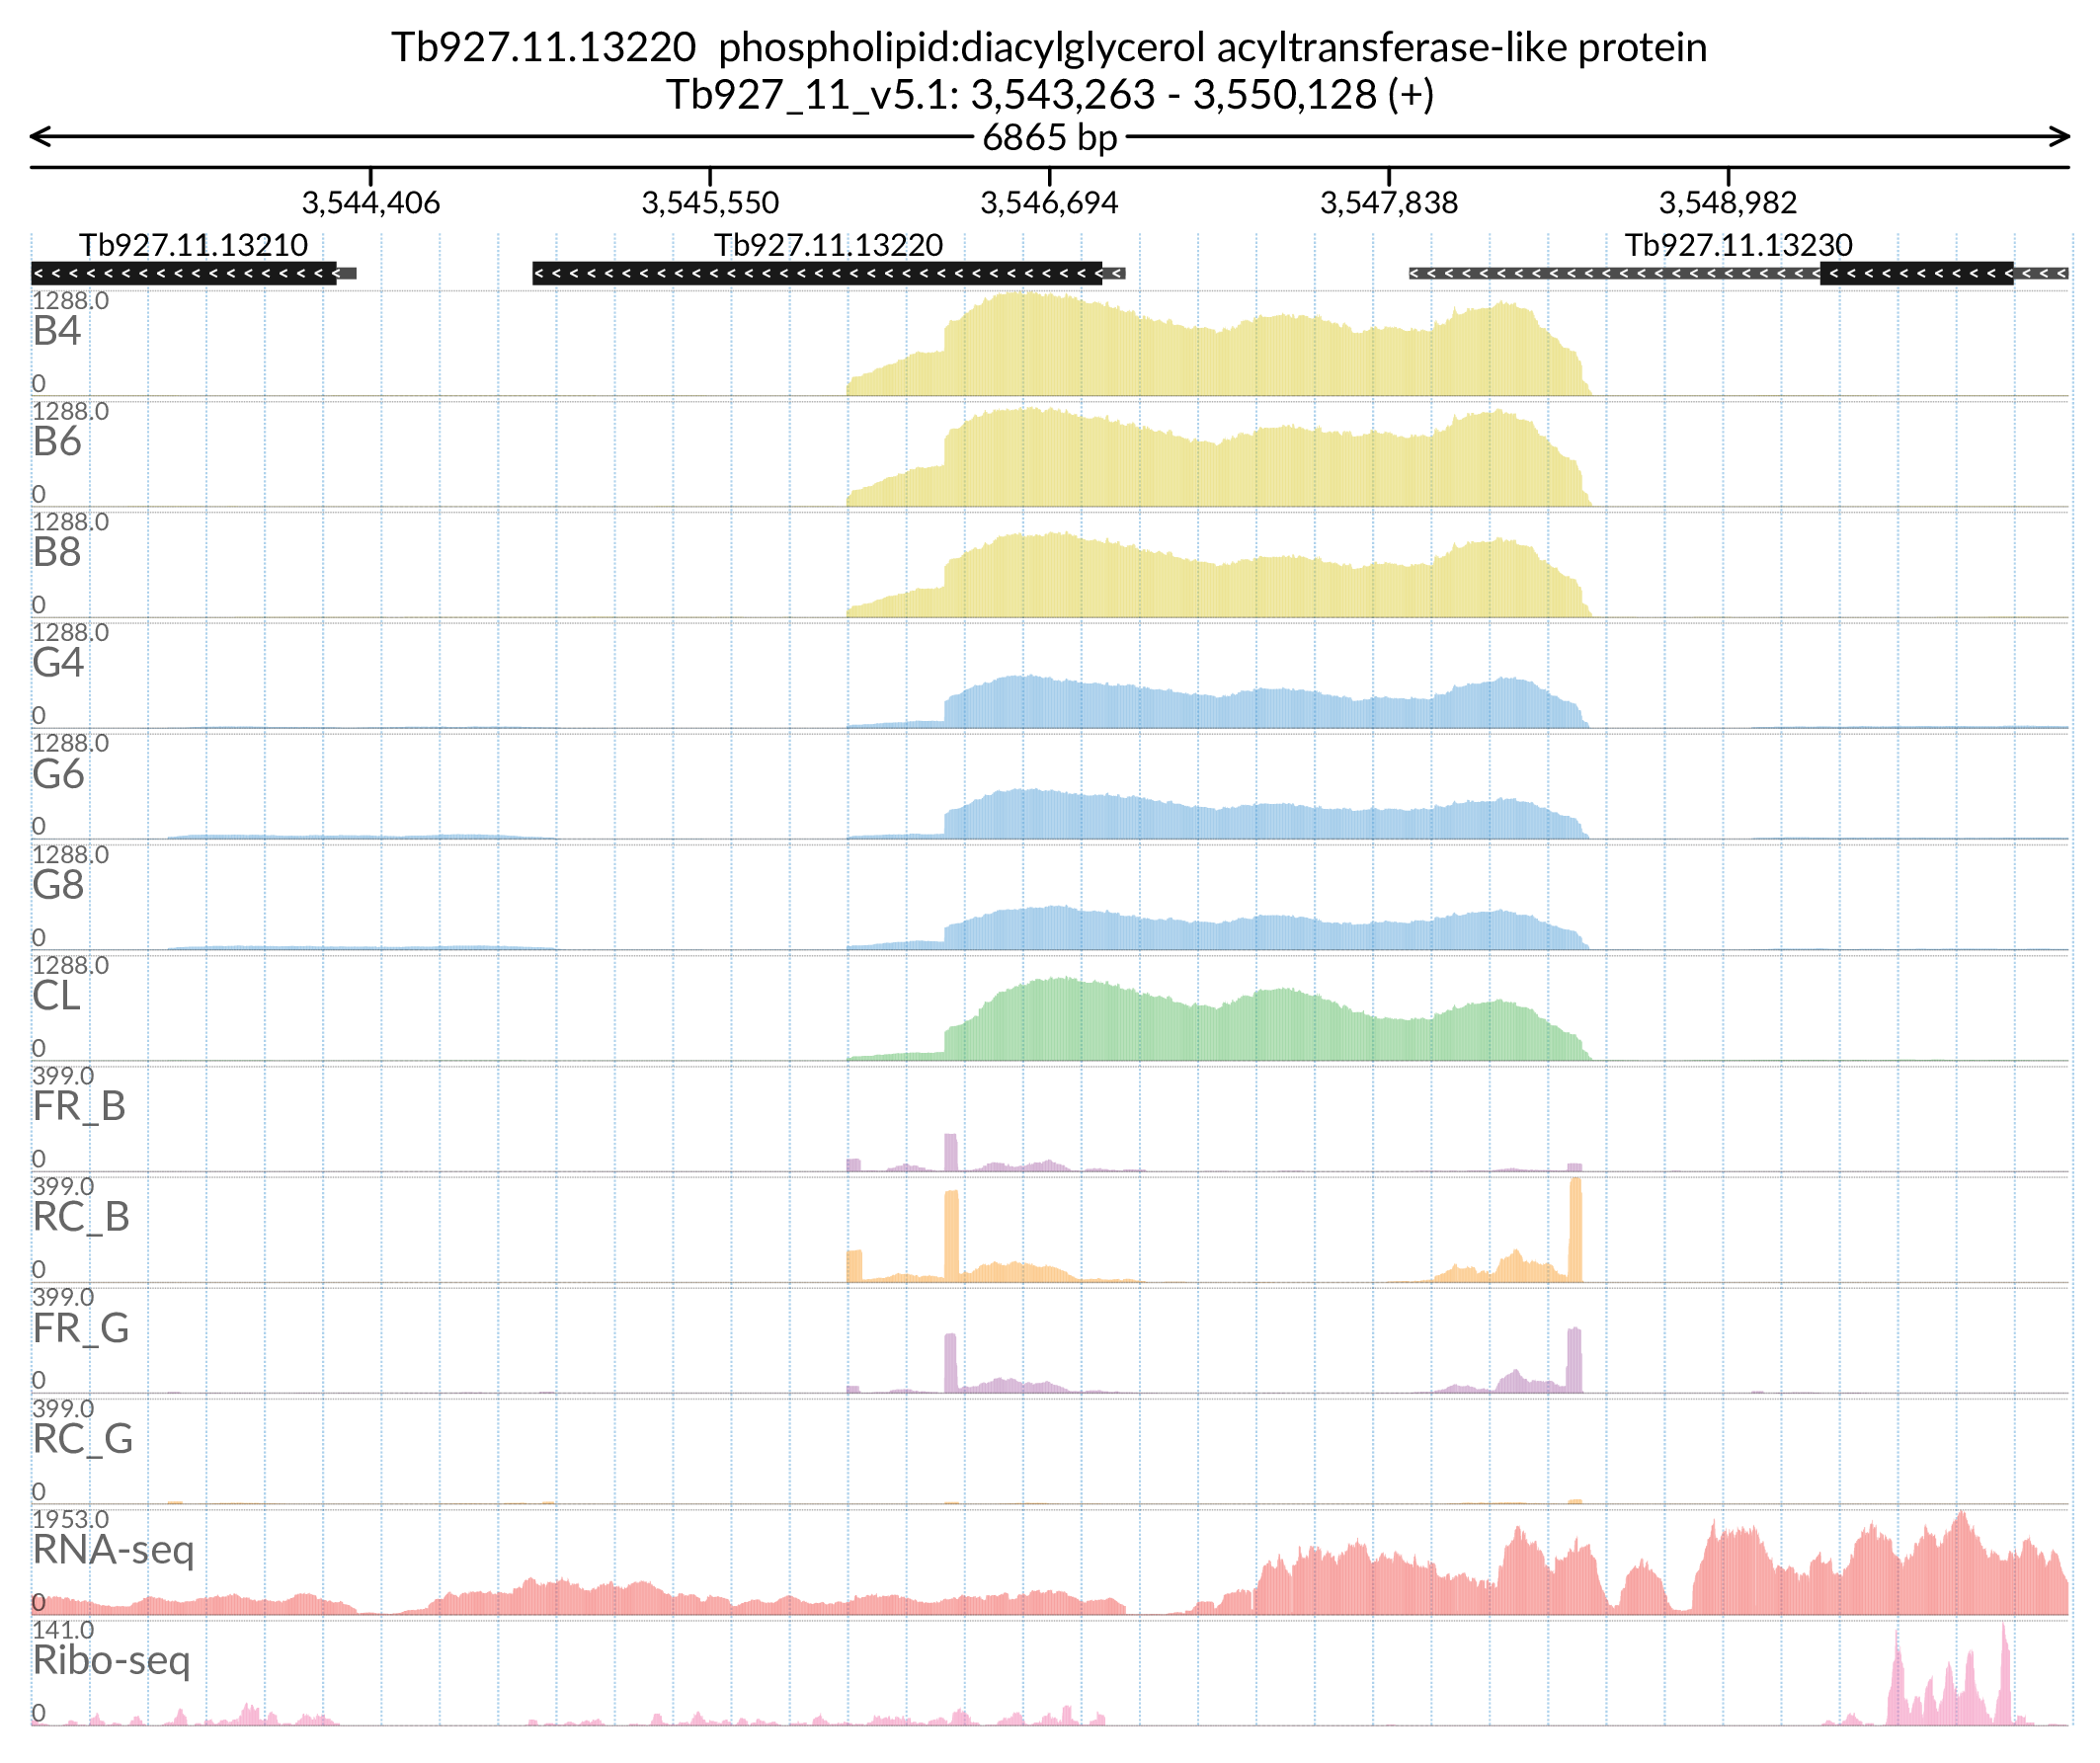 Tb927.11.13220 phospholipid:diacylglycerol acyltransferase-like protein
Tb927_11_v5.1: 3,543,263 - 3,550,128 (+)
6865 bp
3,544,406 3,545,550 3,546,694 3,547,838 3,548,982
Tb927.11.13210 Tb927.11.13220 Tb927.11.13230
1288.0
B4
0
1288.0
B6
0
1288.0
B8
0
1288.0
G4
0
1288.0
G6
0
1288.0
G8
0
1288.0
CL
0
399.0
FR_B
0
399.0
RC_B
0
399.0
FR_G
0
399.0
RC_G
0
1953.0
RNA-seq
0
141.0
Ribo-seq
0